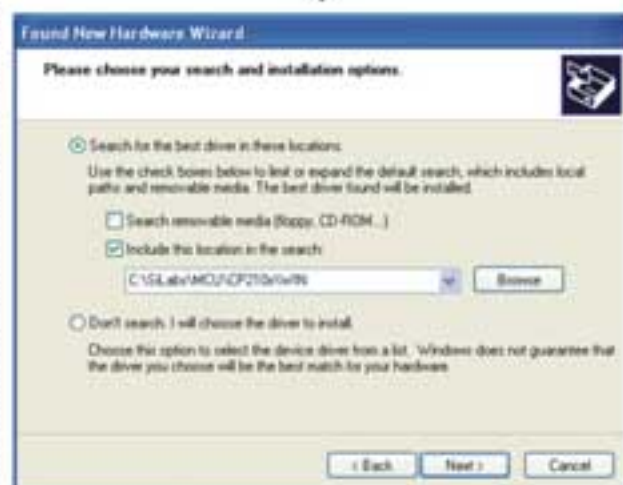 Found New Hardware Wizard
Please choose your search and installation options.
Search for the best driver in these locations.
Use the check boxes below to limit or expand the default search, which includes local
paths and removable media. The best driver found will be installed.
Search removable media (floppy, CD-ROM...)
Include this location in the search:
C:\SiLabs\MCU\CP210x\WIN
Browse
Don't search. I will choose the driver to install.
Choose this option to select the device driver from a list. Windows does not guarantee that
the driver you choose will be the best match for your hardware.
< Back
Next >
Cancel